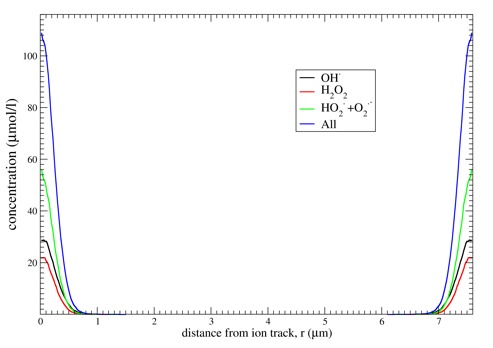 concentration (μmol/l)
100
80
60
40
20
OH·
H₂O₂
HO₂·+O₂·⁻
All
0 1 2 3 4 5 6 7
distance from ion track, r (μm)